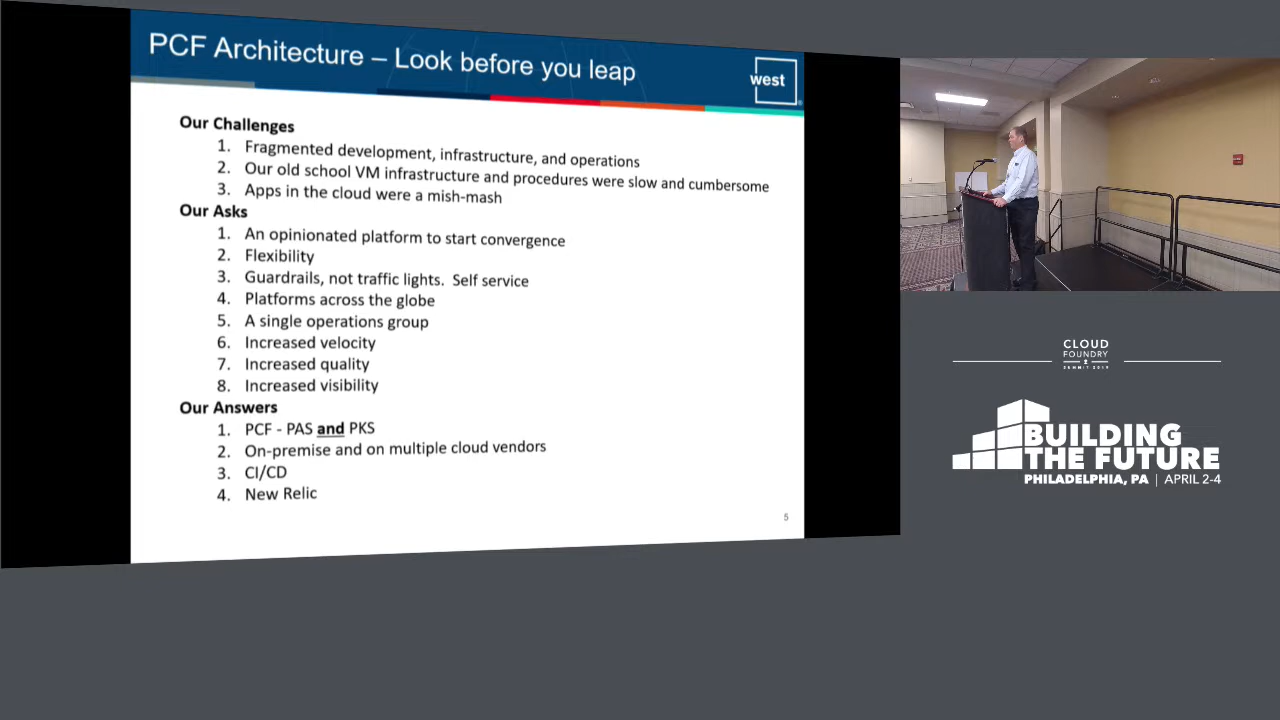 PCF Architecture – Look before you leap
west
Our Challenges
1. Fragmented development, infrastructure, and operations
2. Our old school VM infrastructure and procedures were slow and cumbersome
3. Apps in the cloud were a mish-mash
Our Asks
1. An opinionated platform to start convergence
2. Flexibility
3. Guardrails, not traffic lights. Self service
4. Platforms across the globe
5. A single operations group
6. Increased velocity
7. Increased quality
8. Increased visibility
Our Answers
1. PCF - PAS and PKS
2. On-premise and on multiple cloud vendors
3. CI/CD
4. New Relic
5
CLOUD
FOUNDRY
SUMMIT 2019
BUILDING
THE FUTURE
PHILADELPHIA, PA | APRIL 2-4